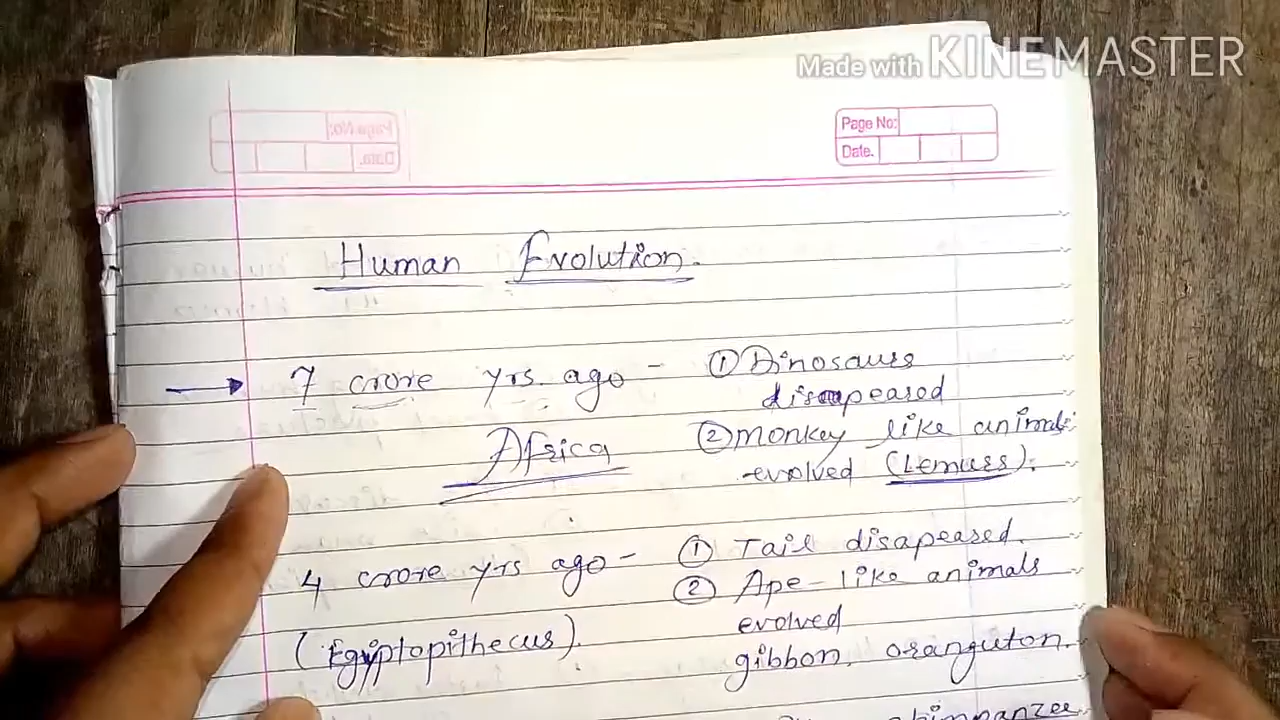 Made with KINEMASTER
Page No:
Date.
Human Evolution.
7 crore yrs ago - ① Dinosaurs
disapeared
Africa ② monkey like animals
evolved (Lemurs).
4 crore yrs ago - ① Tail disapeared.
② Ape-like animals
evolved
(Egyptopithecus). gibbon, oranguton.
chimpanzee